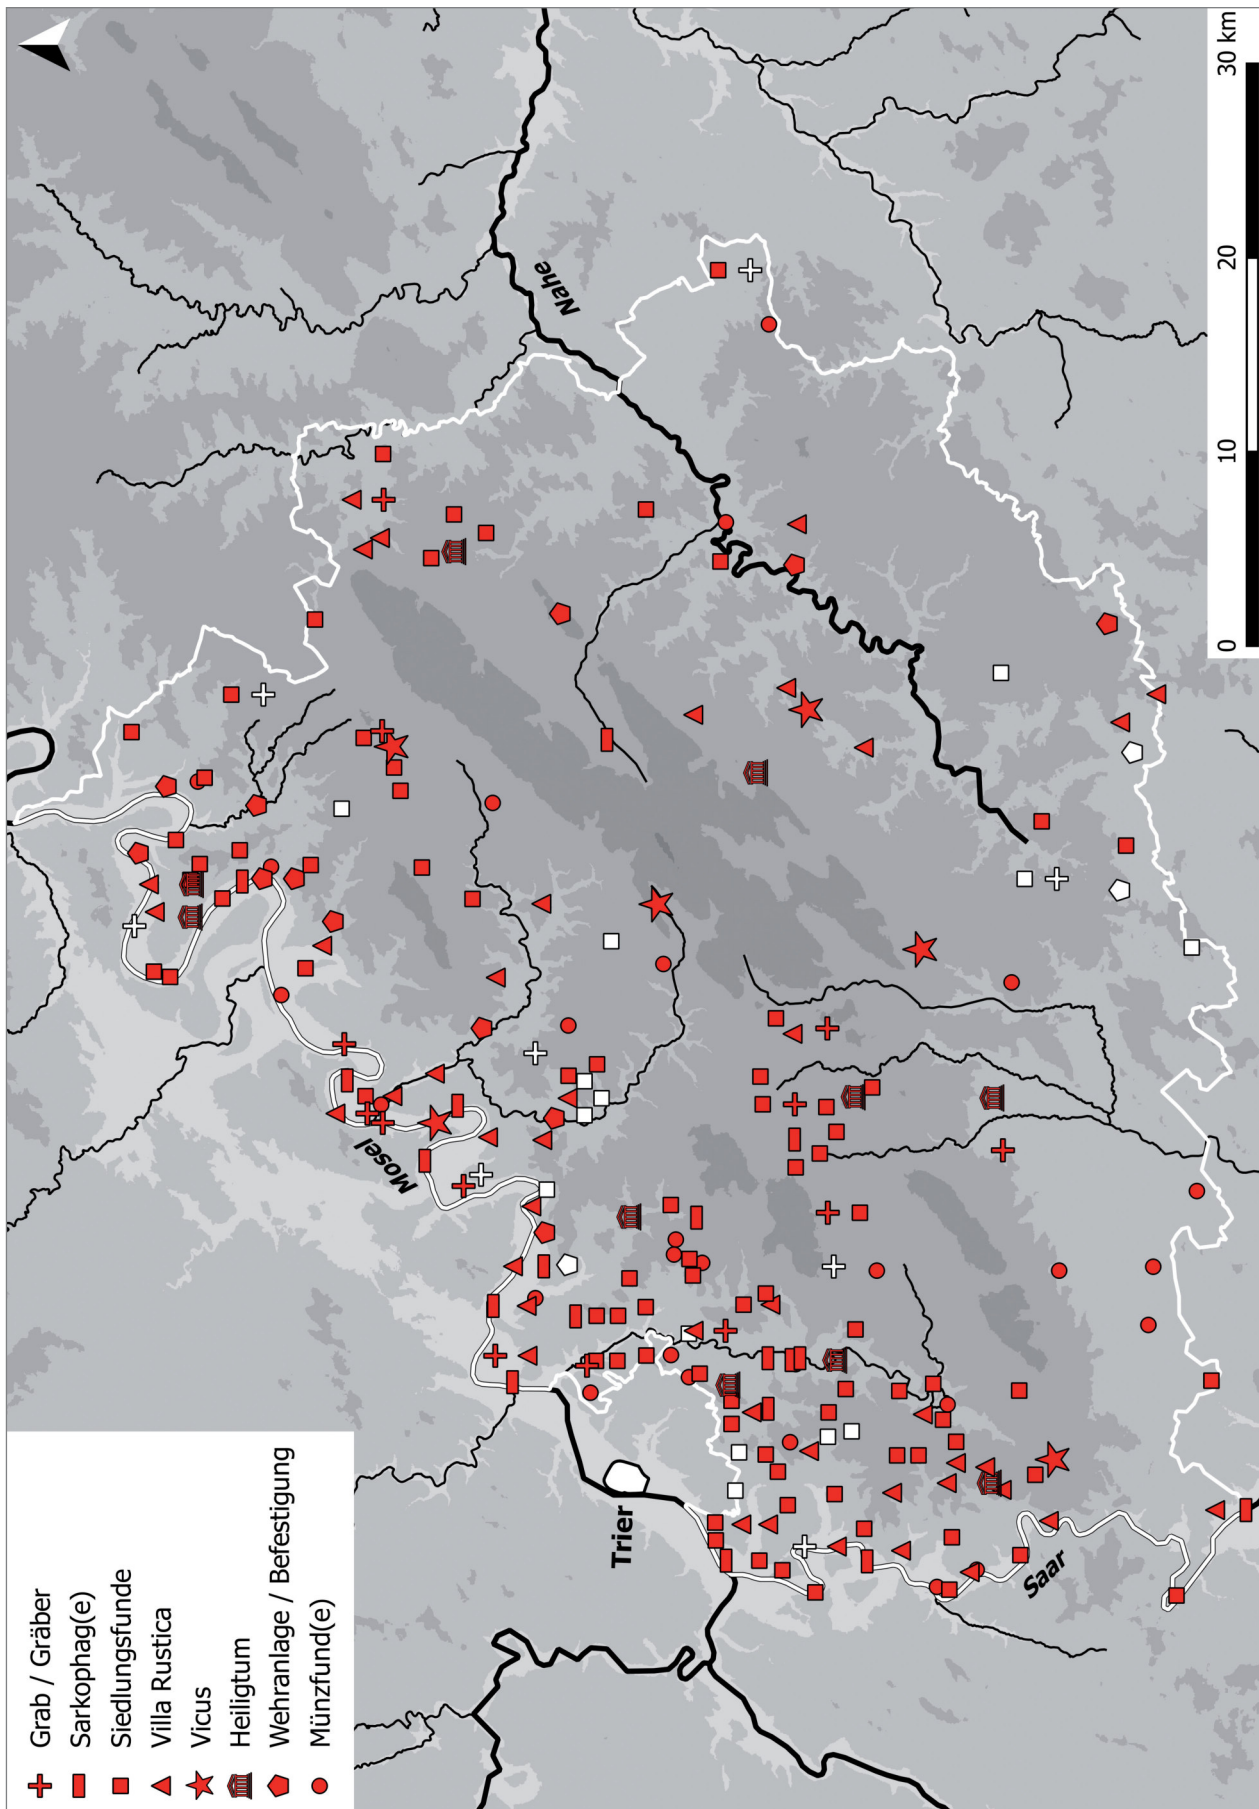 Grab / Gräber
Sarkophag(e)
Siedlungsfunde
Villa Rustica
Vicus
Heiligtum
Wehranlage / Befestigung
Münzfund(e)
Mosel
Nahe
Trier
Saar
0 10 20 30 km